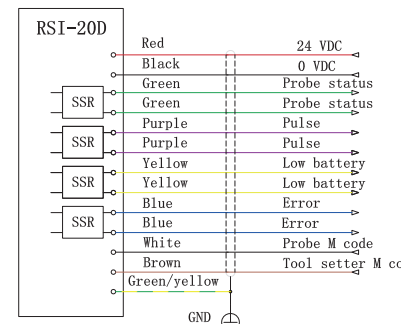 RSI-20D
Red 24 VDC
Black 0 VDC
Green Probe status
SSR
Green Probe status
Purple Pulse
SSR
Purple Pulse
Yellow Low battery
SSR
Yellow Low battery
Blue Error
SSR
Blue Error
White Probe M code
Brown Tool setter M co
Green/yellow
GND